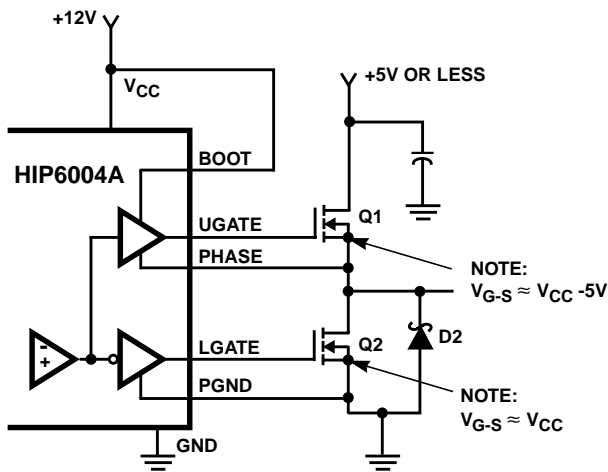 +12V
VCC
+5V OR LESS
BOOT
HIP6004A
UGATE
Q1
PHASE
NOTE:
VG-S ≈ VCC -5V
-
+
LGATE
Q2
D2
PGND
NOTE:
VG-S ≈ VCC
GND